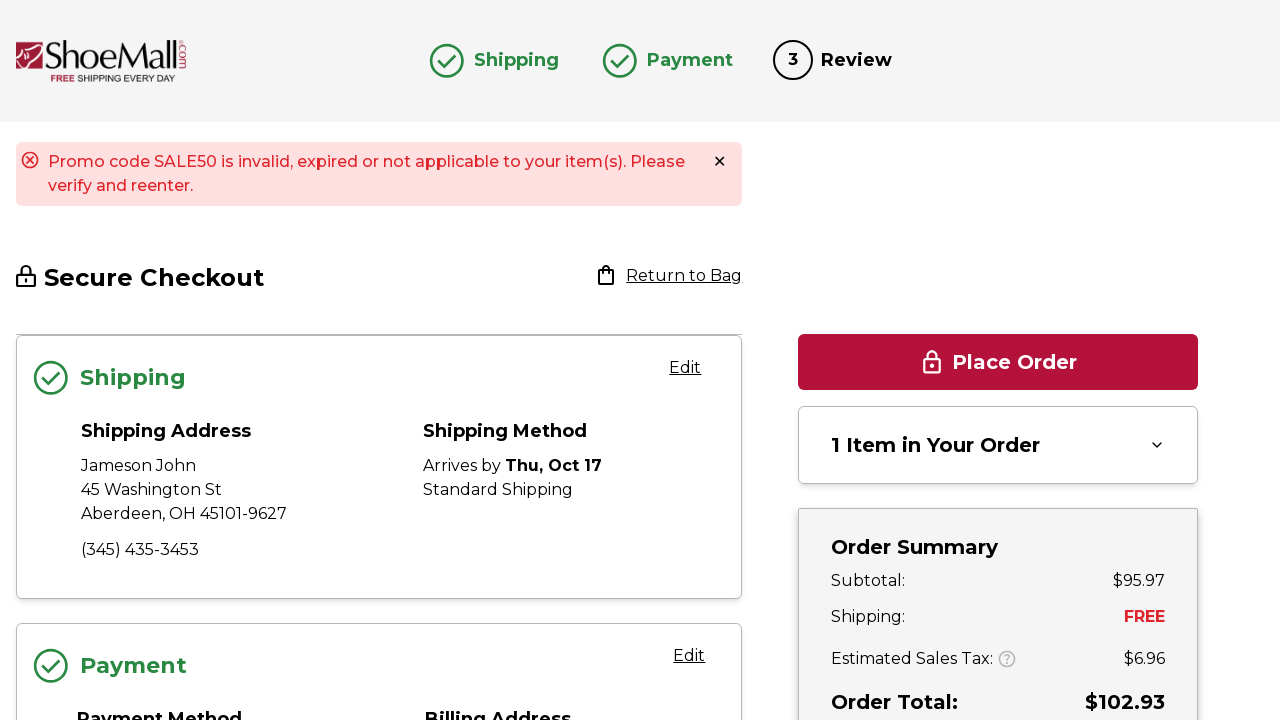 ShoeMall.com
FREE SHIPPING EVERY DAY
Shipping
Payment
3 Review
Promo code SALE50 is invalid, expired or not applicable to your item(s). Please
verify and reenter.
Secure Checkout
Return to Bag
Shipping
Edit
Shipping Address
Jameson John
45 Washington St
Aberdeen, OH 45101-9627
(345) 435-3453
Shipping Method
Arrives by Thu, Oct 17
Standard Shipping
Payment
Edit
Payment Method
Billing Address
Place Order
1 Item in Your Order
Order Summary
Subtotal: $95.97
Shipping: FREE
Estimated Sales Tax: $6.96
Order Total: $102.93